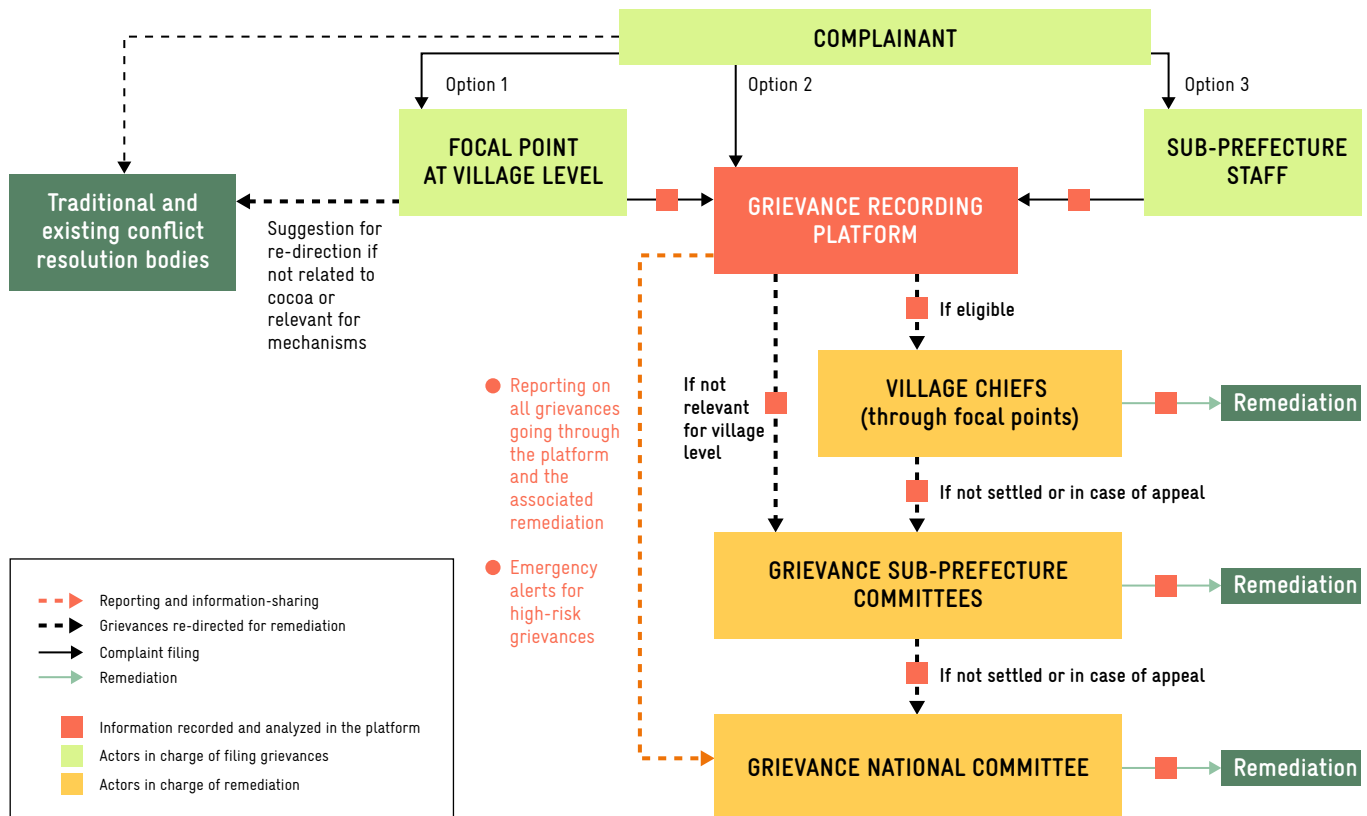 COMPLAINANT
Option 1
Option 2
Option 3
FOCAL POINT
AT VILLAGE LEVEL
SUB-PREFECTURE
STAFF
Traditional and
existing conflict
resolution bodies
GRIEVANCE RECORDING
PLATFORM
Suggestion for
re-direction if
not related to
cocoa or
relevant for
mechanisms
If eligible
VILLAGE CHIEFS
(through focal points)
Remediation
● Reporting on
all grievances
going through
the platform
and the
associated
remediation
If not
relevant
for village
level
If not settled or in case of appeal
● Emergency
alerts for
high-risk
grievances
GRIEVANCE SUB-PREFECTURE
COMMITTEES
Remediation
If not settled or in case of appeal
GRIEVANCE NATIONAL COMMITTEE
Remediation
Reporting and information-sharing
Grievances re-directed for remediation
Complaint filing
Remediation
Information recorded and analyzed in the platform
Actors in charge of filing grievances
Actors in charge of remediation